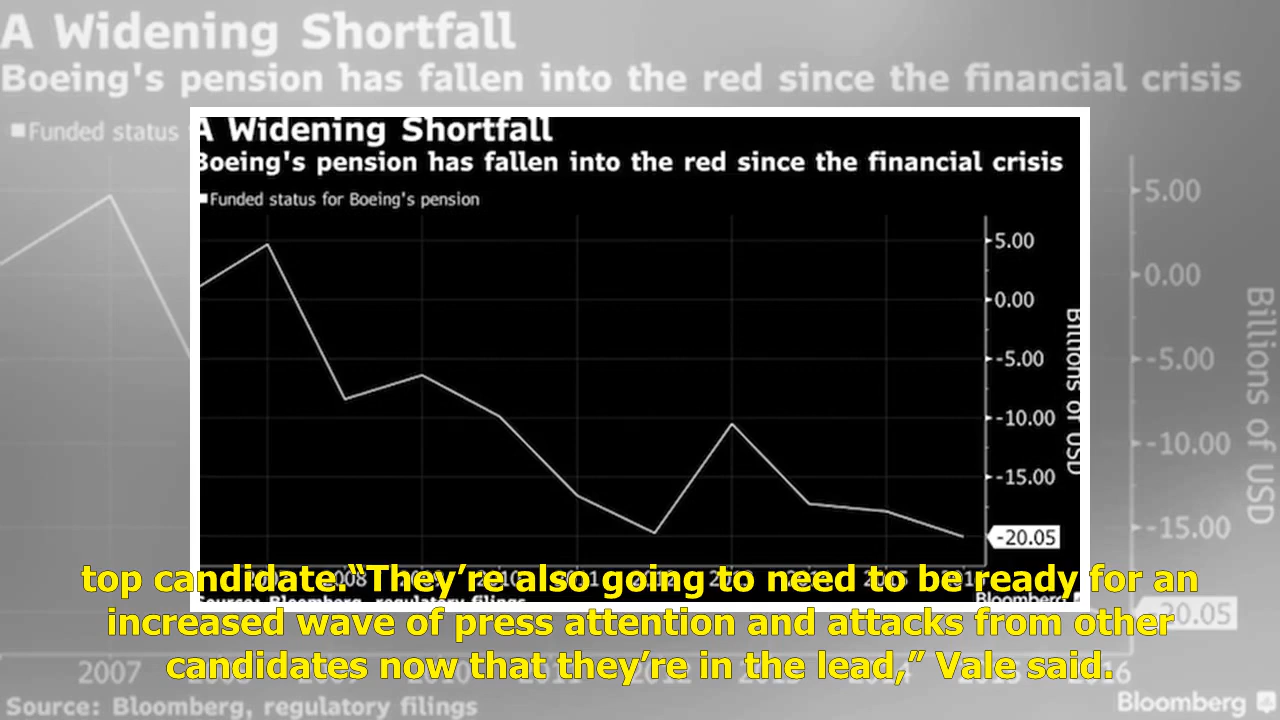 A Widening Shortfall
Boeing's pension has fallen into the red since the financial crisis
Funded status
A Widening Shortfall
Boeing's pension has fallen into the red since the financial crisis
Funded status for Boeing's pension
5.00
0.00
-5.00
-10.00
-15.00
-20.05
Billions of USD
Bloomberg
5.00
0.00
-5.00
-10.00
-15.00
20.05
Billions of USD
top candidate.“They’re also going to need to be ready for an
increased wave of press attention and attacks from other
candidates now that they’re in the lead,” Vale said.
2007
Source: Bloomberg, regulatory filings
Bloomberg